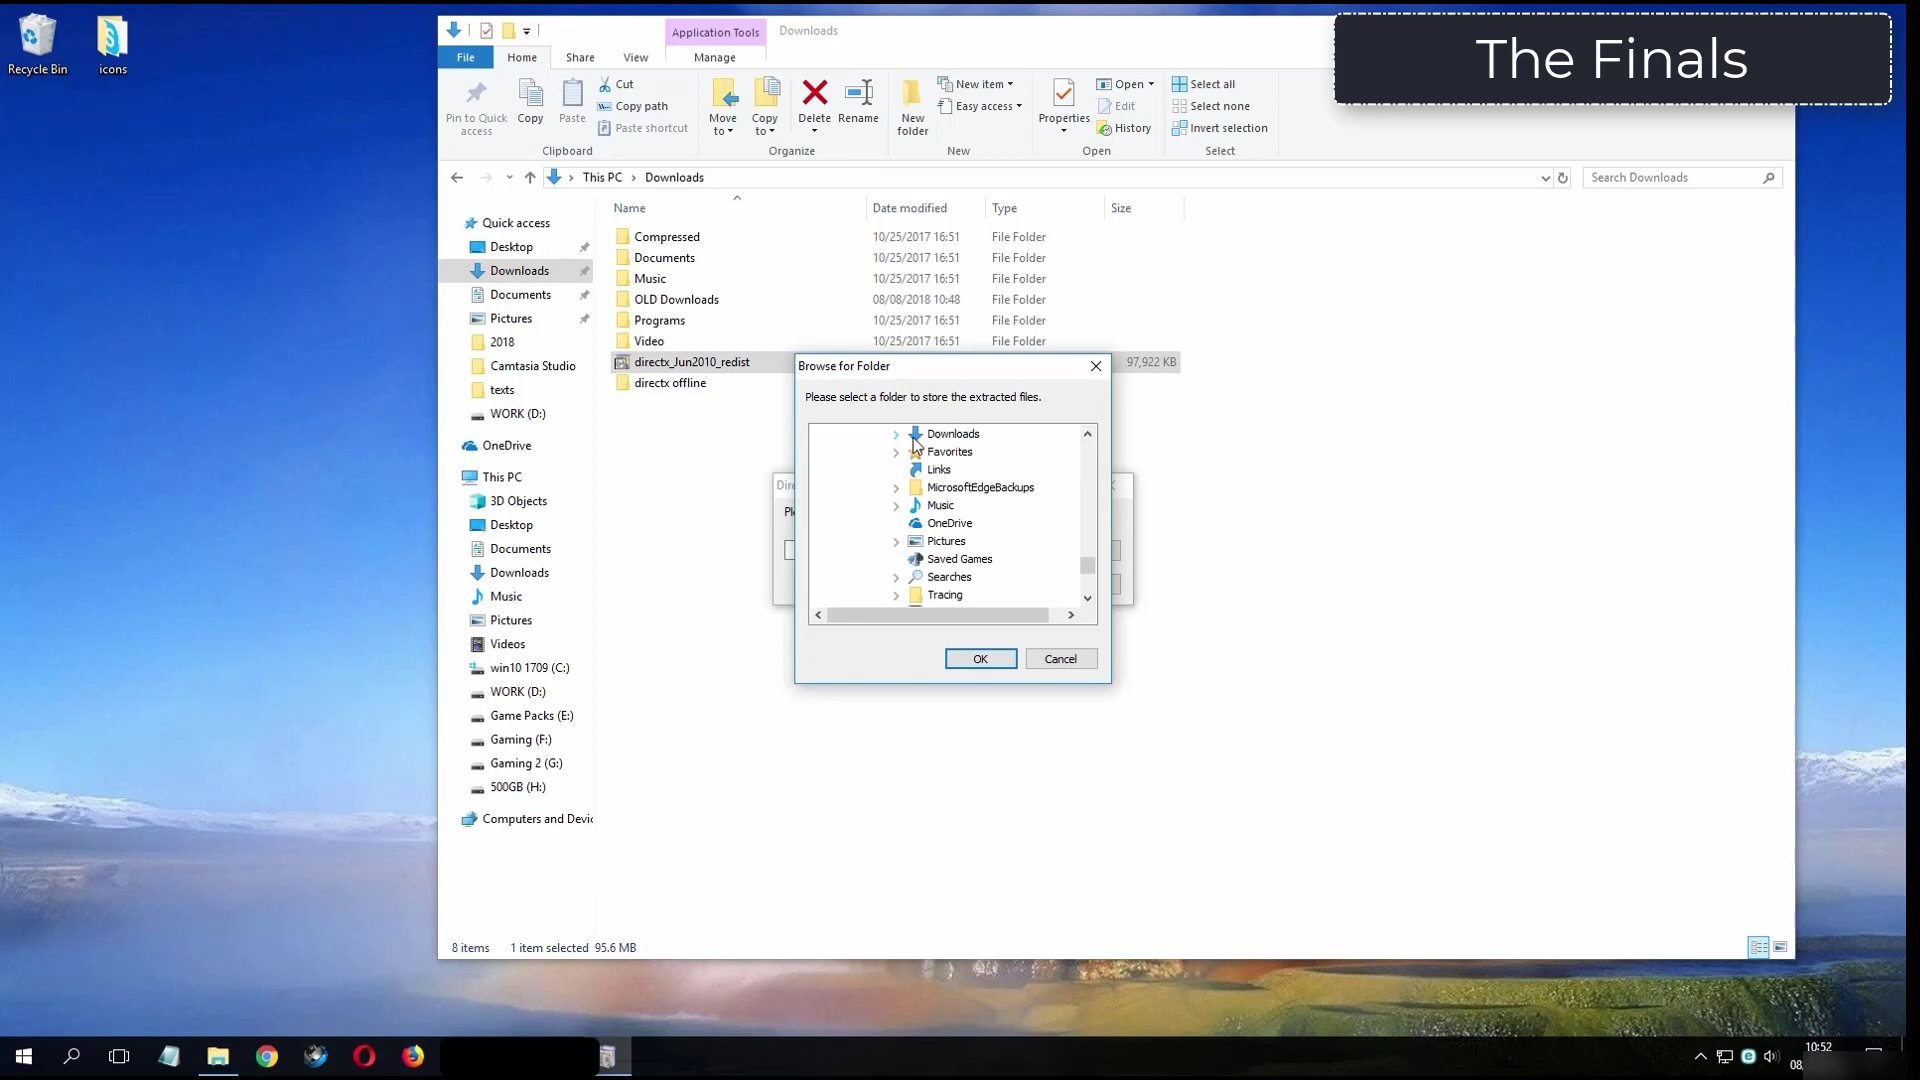 Recycle Bin
icons
Application Tools
Downloads
The Finals
File
Home
Share
View
Manage
Pin to Quick
access
Copy
Paste
Cut
Copy path
Paste shortcut
Clipboard
Move
to
Copy
to
Delete
Rename
Organize
New
folder
New item
Easy access
New
Properties
Open
Edit
History
Open
Select all
Select none
Invert selection
Select
This PC
Downloads
Search Downloads
Name
Date modified
Type
Size
Quick access
Desktop
Downloads
Documents
Pictures
2018
Camtasia Studio
texts
WORK (D:)
OneDrive
This PC
3D Objects
Desktop
Documents
Downloads
Music
Pictures
Videos
win10 1709 (C:)
WORK (D:)
Game Packs (E:)
Gaming (F:)
Gaming 2 (G:)
500GB (H:)
Computers and Devic
Compressed 10/25/2017 16:51 File Folder
Documents 10/25/2017 16:51 File Folder
Music 10/25/2017 16:51 File Folder
OLD Downloads 08/08/2018 10:48 File Folder
Programs 10/25/2017 16:51 File Folder
Video 10/25/2017 16:51 File Folder
directx_Jun2010_redist 97,922 KB
directx offline
Browse for Folder
Please select a folder to store the extracted files.
Downloads
Favorites
Links
MicrosoftEdgeBackups
Music
OneDrive
Pictures
Saved Games
Searches
Tracing
OK
Cancel
8 items
1 item selected 95.6 MB
10:52